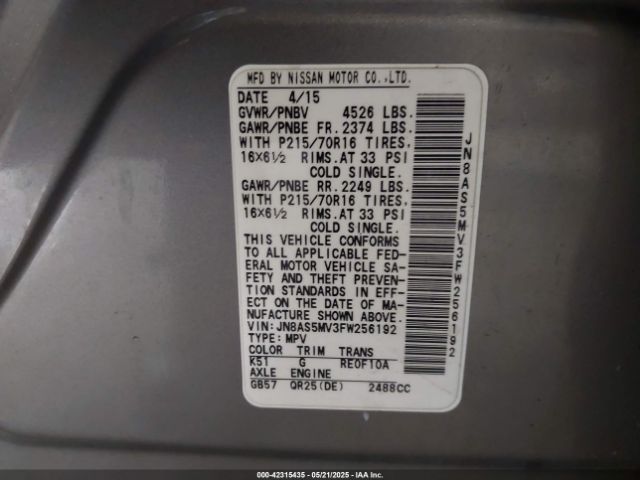 MFD BY NISSAN MOTOR CO.,LTD.
DATE 4/15
GVWR/PNBV 4526 LBS.
GAWR/PNBE FR. 2374 LBS.
WITH P215/70R16 TIRES,
16X6½ RIMS.AT 33 PSI
COLD SINGLE.
GAWR/PNBE RR. 2249 LBS.
WITH P215/70R16 TIRES,
16X6½ RIMS.AT 33 PSI
COLD SINGLE.
THIS VEHICLE CONFORMS
TO ALL APPLICABLE FED-
ERAL MOTOR VEHICLE SA-
FETY AND THEFT PREVEN-
TION STANDARDS IN EFF-
ECT ON THE DATE OF MA-
NUFACTURE SHOWN ABOVE.
VIN:JN8AS5MV3FW256192
TYPE:MPV
COLOR TRIM TRANS
K51 G RE0F10A
AXLE ENGINE
GB57 QR25(DE) 2488CC
JN8AS5MV3FW256192
000-42315435 - 05/21/2025 - IAA Inc.